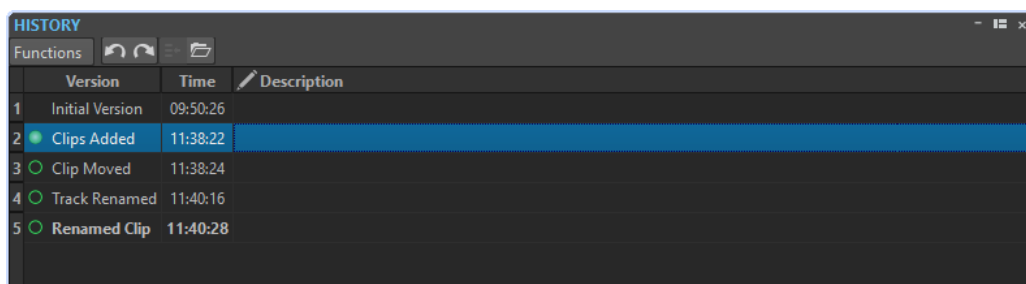 HISTORY
Functions
Version Time Description
1 Initial Version 09:50:26
2 Clips Added 11:38:22
3 Clip Moved 11:38:24
4 Track Renamed 11:40:16
5 Renamed Clip 11:40:28